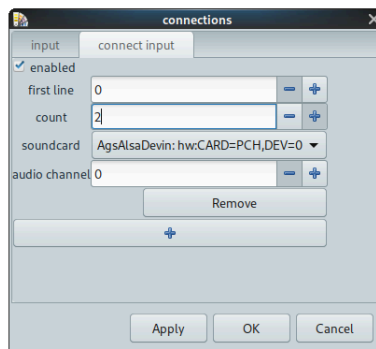 connections
input connect input
enabled
first line 0
count 2
soundcard AgsAlsaDevin: hw:CARD=PCH,DEV=0
audio channel 0
Remove
Apply OK Cancel